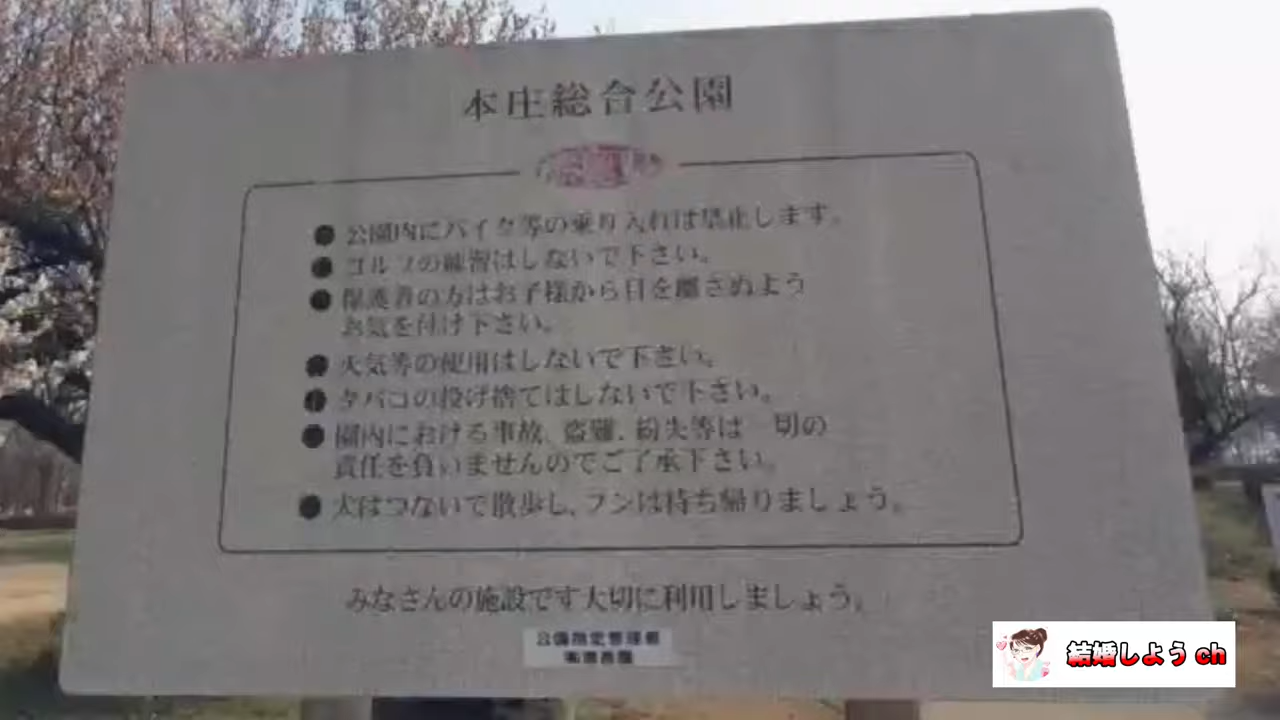 本庄総合公園
● 公園内にバイク等の乗り入れは禁止します。
● ゴルフの練習はしないで下さい。
● 保護者の方はお子様から目を離さぬよう
お気を付け下さい。
● 火気等の使用はしないで下さい。
● タバコの投げ捨てはしないで下さい。
● 園内における事故、盗難、紛失等は一切の
責任を負いませんのでご了承下さい。
● 犬はつないで散歩し、フンは持ち帰りましょう。
みなさんの施設です大切に利用しましょう。
公園指定管理者
結婚しよう ch